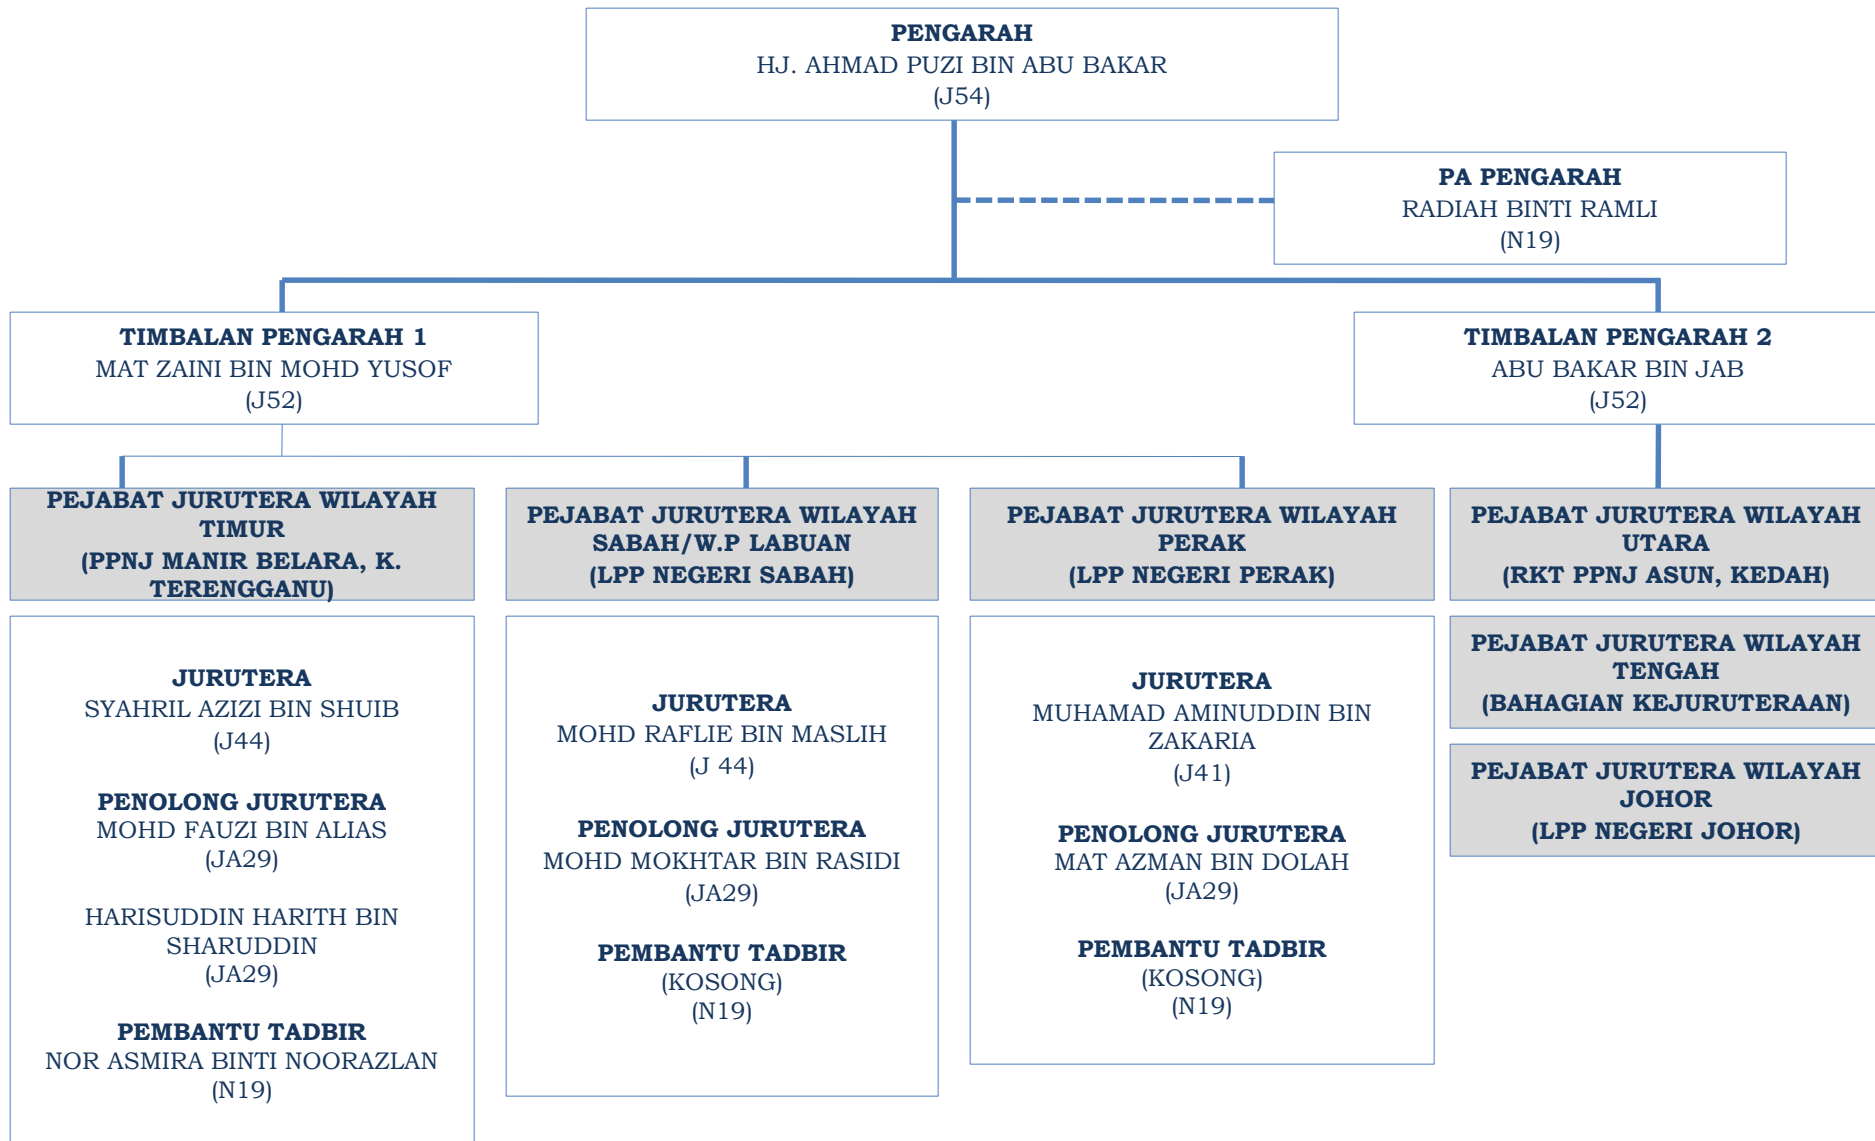 PENGARAH
HJ. AHMAD PUZI BIN ABU BAKAR
(J54)
PA PENGARAH
RADIAH BINTI RAMLI
(N19)
TIMBALAN PENGARAH 1
MAT ZAINI BIN MOHD YUSOF
(J52)
TIMBALAN PENGARAH 2
ABU BAKAR BIN JAB
(J52)
PEJABAT JURUTERA WILAYAH
TIMUR
(PPNJ MANIR BELARA, K.
TERENGGANU)
PEJABAT JURUTERA WILAYAH
SABAH/W.P LABUAN
(LPP NEGERI SABAH)
PEJABAT JURUTERA WILAYAH
PERAK
(LPP NEGERI PERAK)
PEJABAT JURUTERA WILAYAH
UTARA
(RKT PPNJ ASUN, KEDAH)
JURUTERA
SYAHRIL AZIZI BIN SHUIB
(J44)
PENOLONG JURUTERA
MOHD FAUZI BIN ALIAS
(JA29)
HARISUDDIN HARITH BIN
SHARUDDIN
(JA29)
PEMBANTU TADBIR
NOR ASMIRA BINTI NOORAZLAN
(N19)
JURUTERA
MOHD RAFLIE BIN MASLIH
(J 44)
PENOLONG JURUTERA
MOHD MOKHTAR BIN RASIDI
(JA29)
PEMBANTU TADBIR
(KOSONG)
(N19)
JURUTERA
MUHAMAD AMINUDDIN BIN
ZAKARIA
(J41)
PENOLONG JURUTERA
MAT AZMAN BIN DOLAH
(JA29)
PEMBANTU TADBIR
(KOSONG)
(N19)
PEJABAT JURUTERA WILAYAH
TENGAH
(BAHAGIAN KEJURUTERAAN)
PEJABAT JURUTERA WILAYAH
JOHOR
(LPP NEGERI JOHOR)